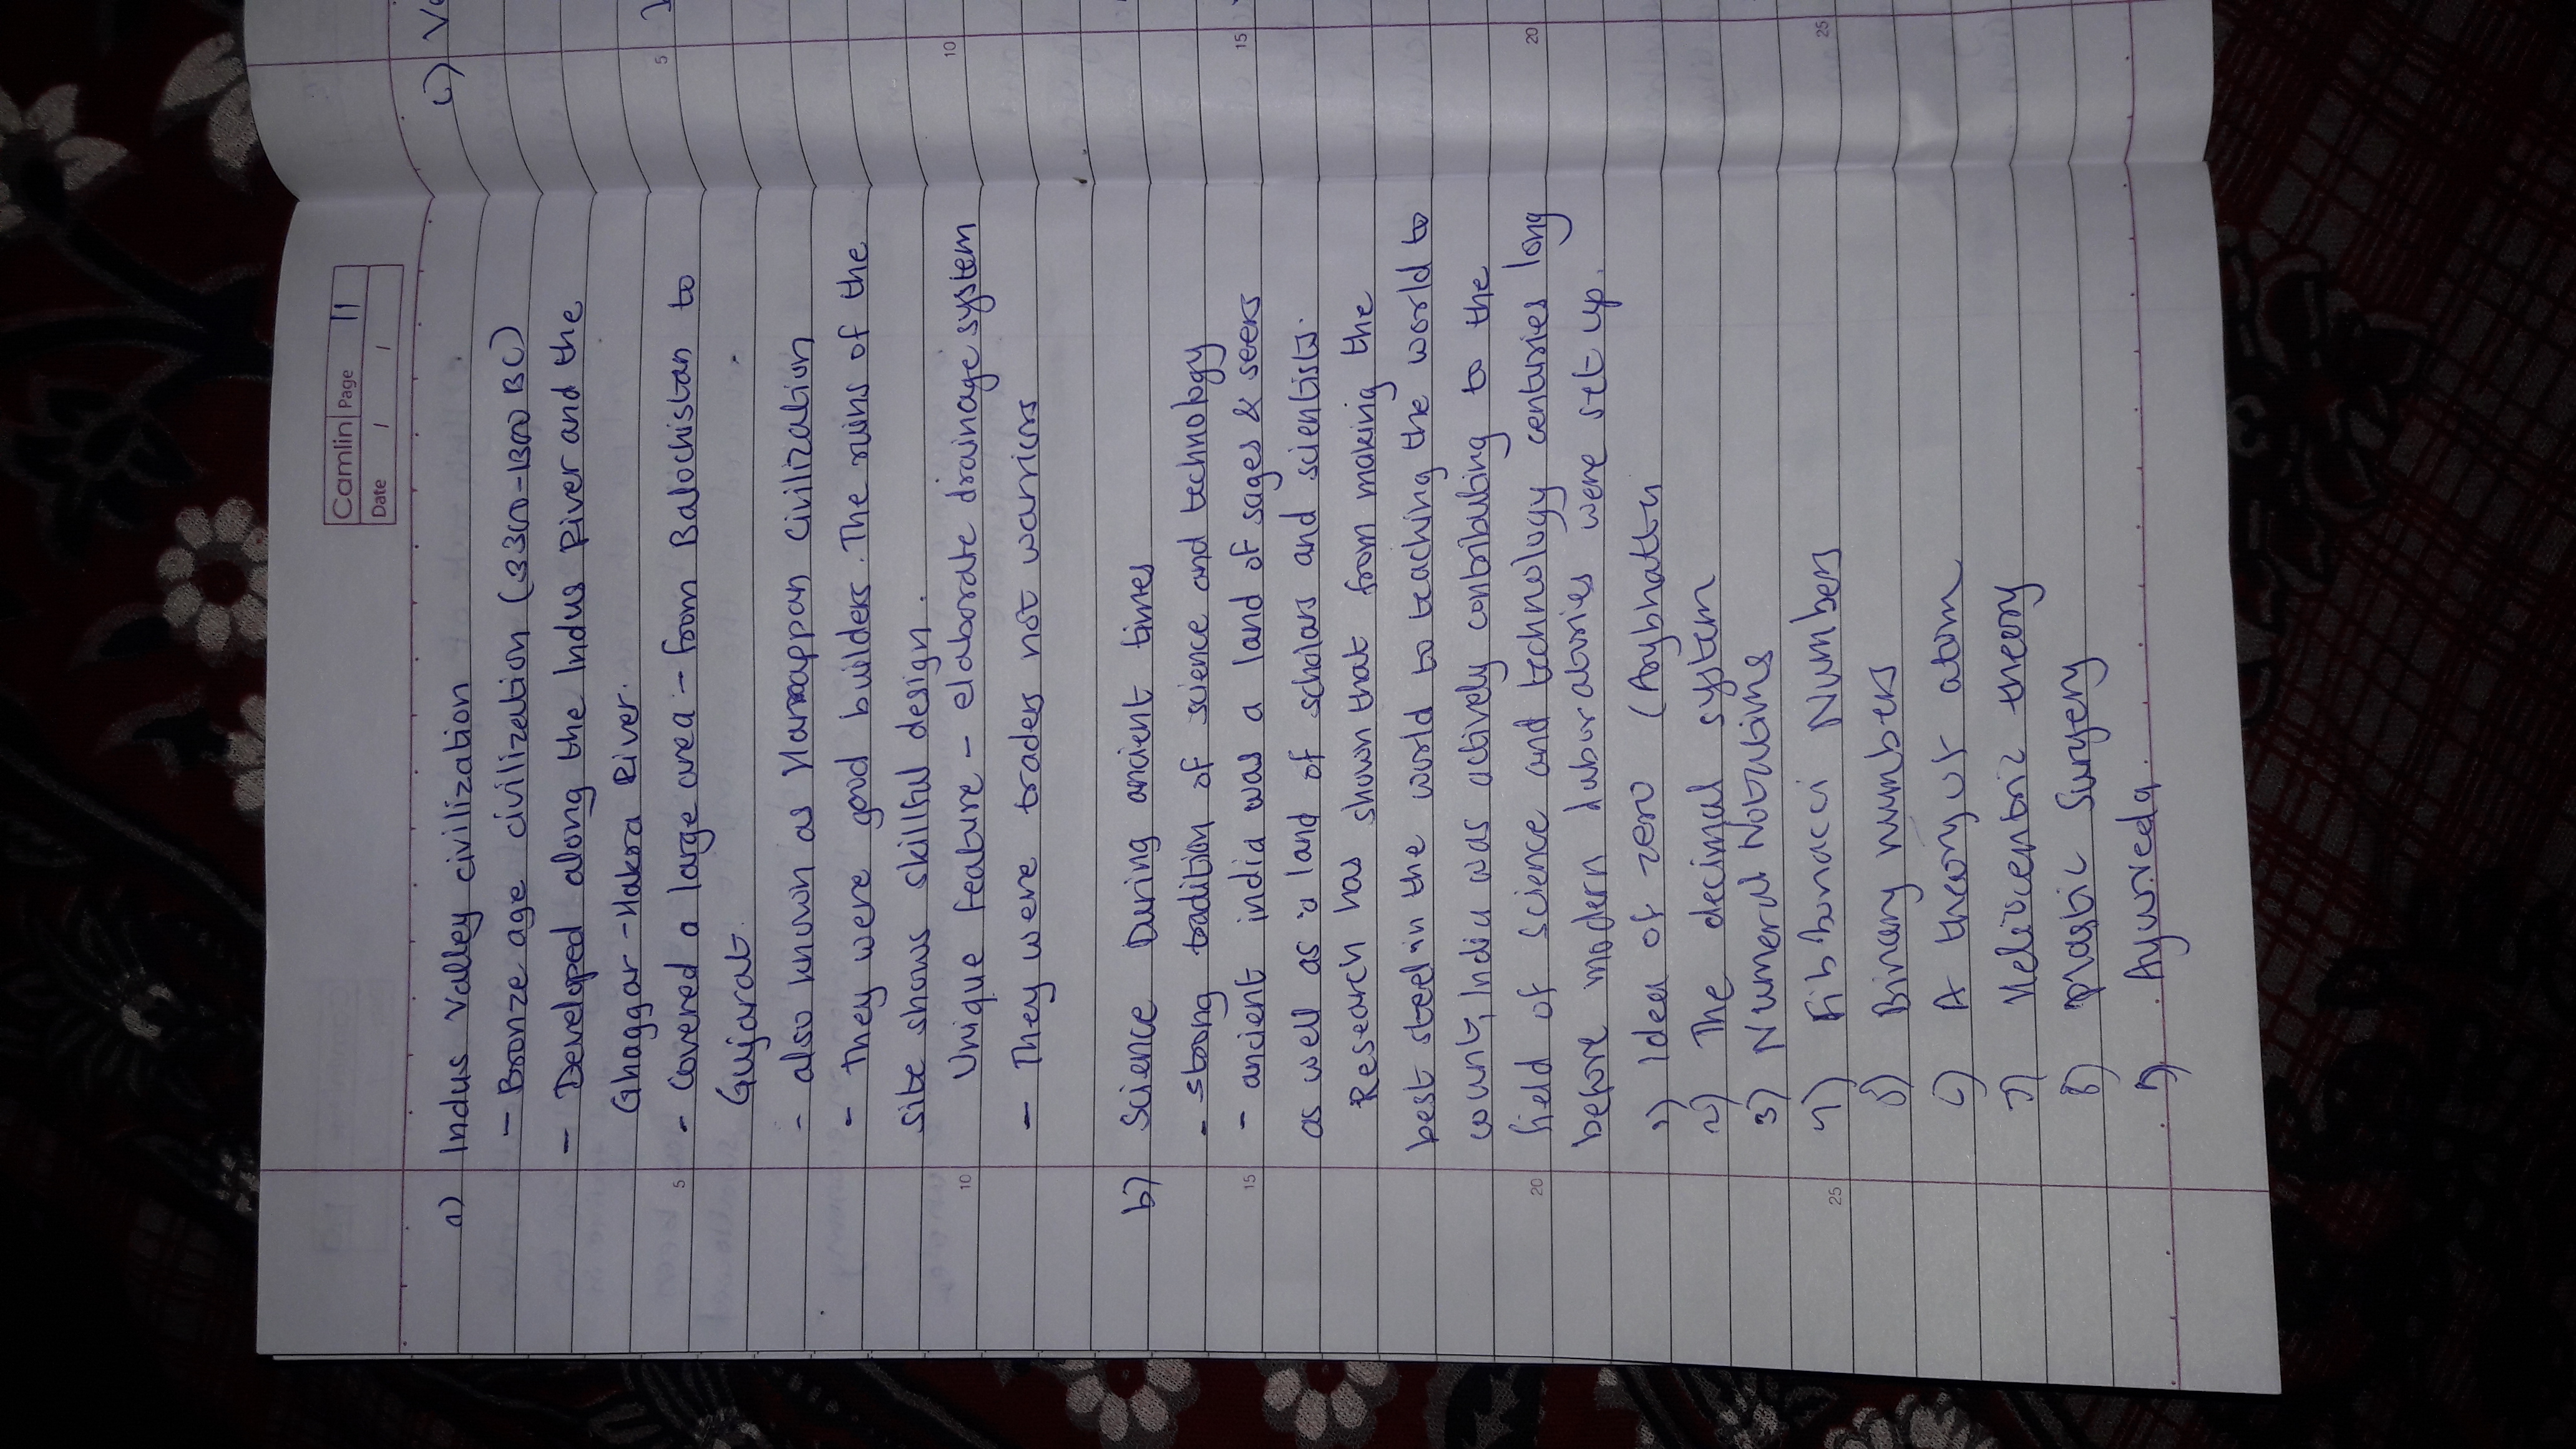 Camlin Page 11
Date / /
a) Indus Valley civilization
- Bronze age civilization (3300-1300 BC)
- Developed along the Indus River and the
Ghaggar-Hakra River.
5 - Covered a large area - from Balochistan to
Gujarat.
- also known as Harrappan Civilization
- They were good builders. The ruins of the
site shows skillful design.
10 Unique feature - elaborate drainage system
- They were traders not warriors
b) Science During ancient times
- strong tradition of science and technology
15 - ancient india was a land of sages & seers
as well as a land of scholars and scientists.
Research has shown that from making the
best steel in the world to teaching the world to
count, India was actively contributing to the
20 field of science and technology centuries long
before modern laboratories were set up.
1) Idea of zero (Arybhatta
2) The decimal system
3) Numeral Notations
25 4) Fibbonacci Numbers
5) Binary numbers
6) A theory of atom
7) Heliocentric theory
8) Plastic Surgery
9) Ayurveda.
c)
5
10
15
20
25